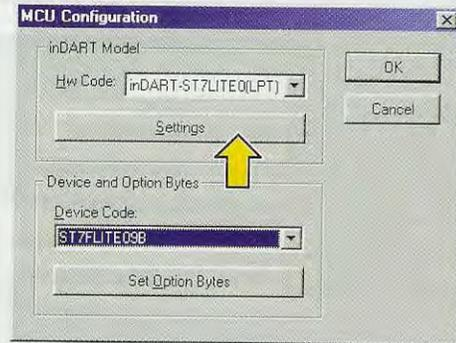 MCU Configuration
inDART Model
Hw Code: inDART-ST7LITE0(LPT)
Settings
OK
Cancel
Device and Option Bytes
Device Code:
ST7FLITE09B
Set Option Bytes